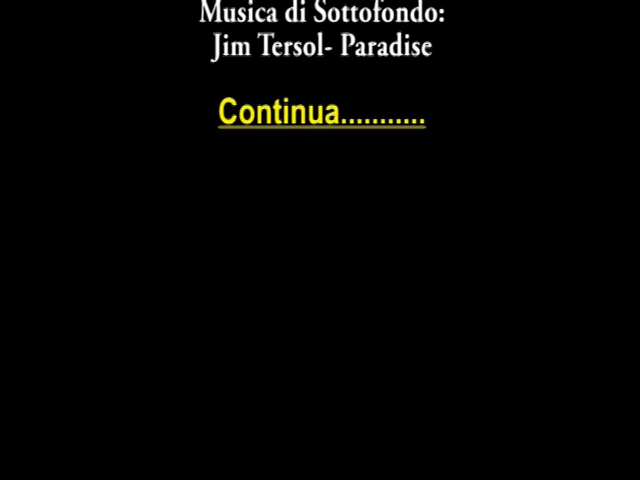 Musica di Sottofondo:
Jim Tersol- Paradise
Continua...........